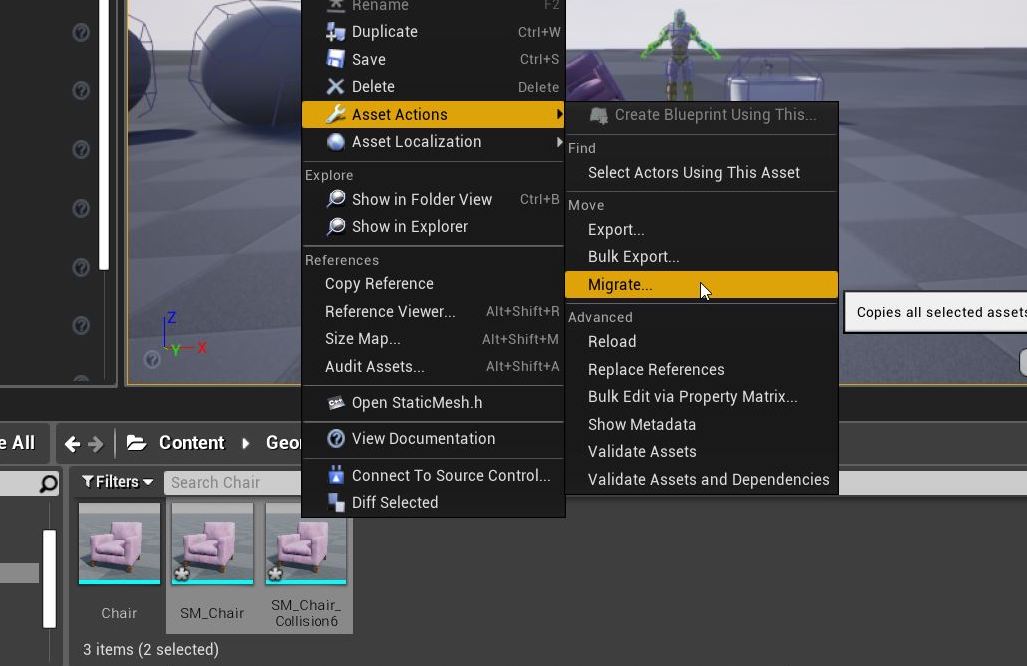 Rename F2
Duplicate Ctrl+W
Save Ctrl+S
Delete Delete
Asset Actions
Asset Localization
Explore
Show in Folder View Ctrl+B
Show in Explorer
References
Copy Reference
Reference Viewer... Alt+Shift+R
Size Map... Alt+Shift+M
Audit Assets... Alt+Shift+A
Open StaticMesh.h
View Documentation
Connect To Source Control...
Diff Selected
Create Blueprint Using This...
Find
Select Actors Using This Asset
Move
Export...
Bulk Export...
Migrate...
Advanced
Reload
Replace References
Bulk Edit via Property Matrix...
Show Metadata
Validate Assets
Validate Assets and Dependencies
Copies all selected assets
Z
Y X
e All
Content Geo
Filters
Search Chair
Chair
SM_Chair
SM_Chair_
Collision6
3 items (2 selected)